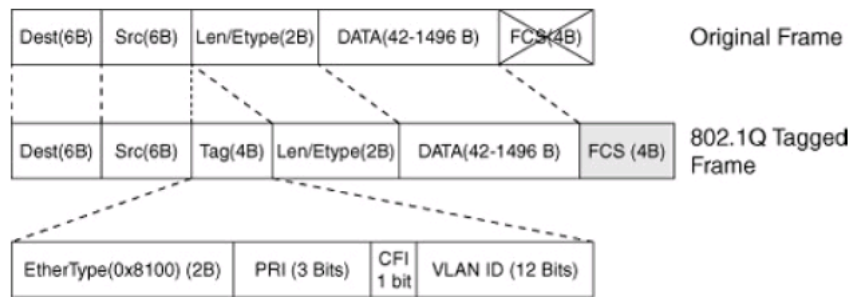 Dest(6B) Src(6B) Len/Etype(2B) DATA(42-1496 B) FCS(4B) Original Frame
Dest(6B) Src(6B) Tag(4B) Len/Etype(2B) DATA(42-1496 B) FCS (4B) 802.1Q Tagged
Frame
EtherType(0x8100) (2B) PRI (3 Bits) CFI VLAN ID (12 Bits)
1 bit